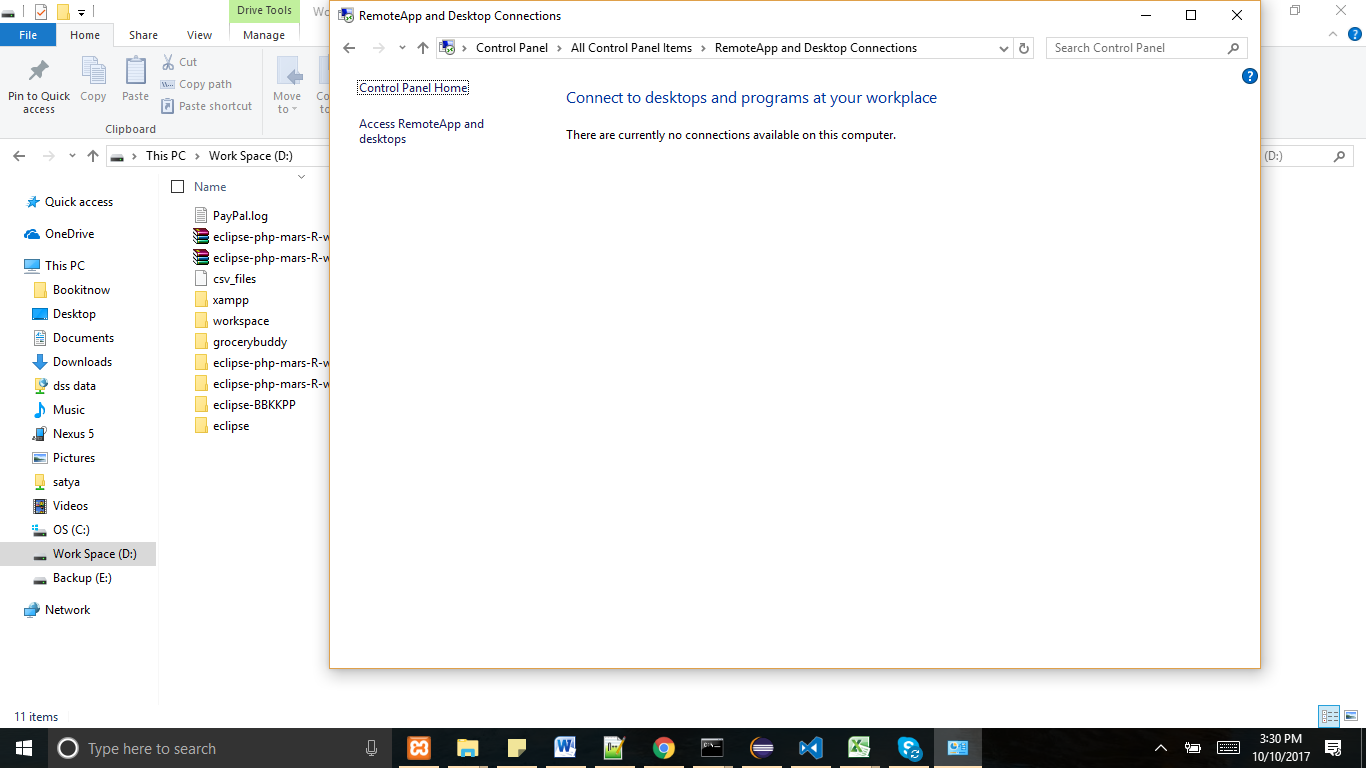 Drive Tools
Wo
File
Home
Share
View
Manage
Pin to Quick
access
Copy
Paste
Cut
Copy path
Paste shortcut
Move
to
Co
to
Clipboard
This PC
Work Space (D:)
Quick access
OneDrive
This PC
Bookitnow
Desktop
Documents
Downloads
dss data
Music
Nexus 5
Pictures
satya
Videos
OS (C:)
Work Space (D:)
Backup (E:)
Network
Name
PayPal.log
eclipse-php-mars-R-w
eclipse-php-mars-R-w
csv_files
xampp
workspace
grocerybuddy
eclipse-php-mars-R-w
eclipse-php-mars-R-w
eclipse-BBKKPP
eclipse
RemoteApp and Desktop Connections
Control Panel
All Control Panel Items
RemoteApp and Desktop Connections
Search Control Panel
Control Panel Home
Access RemoteApp and
desktops
Connect to desktops and programs at your workplace
There are currently no connections available on this computer.
(D:)
11 items
Type here to search
3:30 PM
10/10/2017